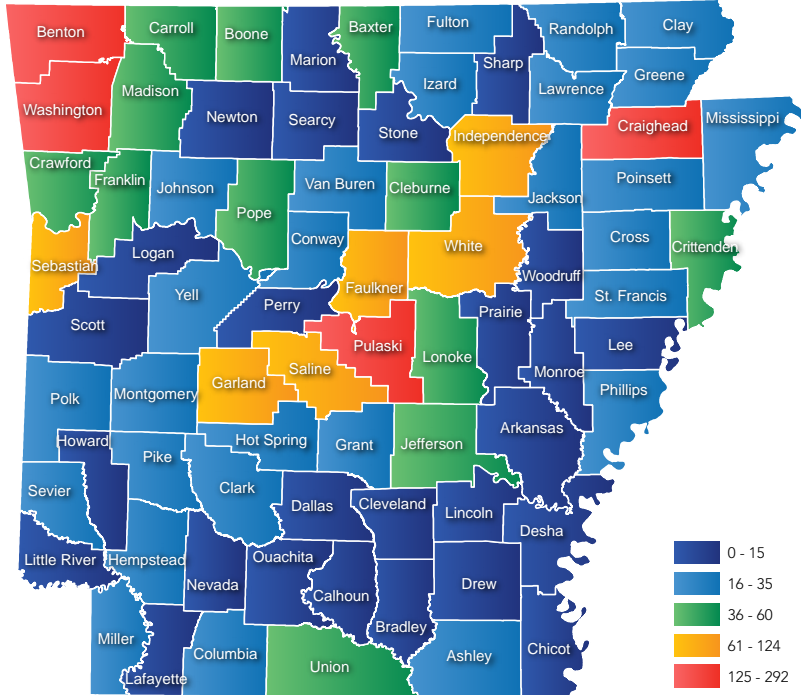 Benton
Carroll
Boone
Marion
Baxter
Fulton
Sharp
Randolph
Clay
Washington
Madison
Newton
Searcy
Stone
Izard
Lawrence
Greene
Independence
Craighead
Mississippi
Crawford
Franklin
Johnson
Pope
Van Buren
Cleburne
Jackson
Poinsett
Sebastian
Logan
Conway
White
Woodruff
Cross
Crittenden
Yell
Faulkner
St. Francis
Scott
Perry
Pulaski
Lonoke
Prairie
Monroe
Lee
Polk
Montgomery
Garland
Saline
Phillips
Howard
Pike
Hot Spring
Grant
Jefferson
Arkansas
Sevier
Clark
Dallas
Cleveland
Lincoln
Desha
Little River
Hempstead
Nevada
Ouachita
Calhoun
Bradley
Drew
Chicot
Miller
Lafayette
Columbia
Union
Ashley
0 - 15
16 - 35
36 - 60
61 - 124
125 - 292